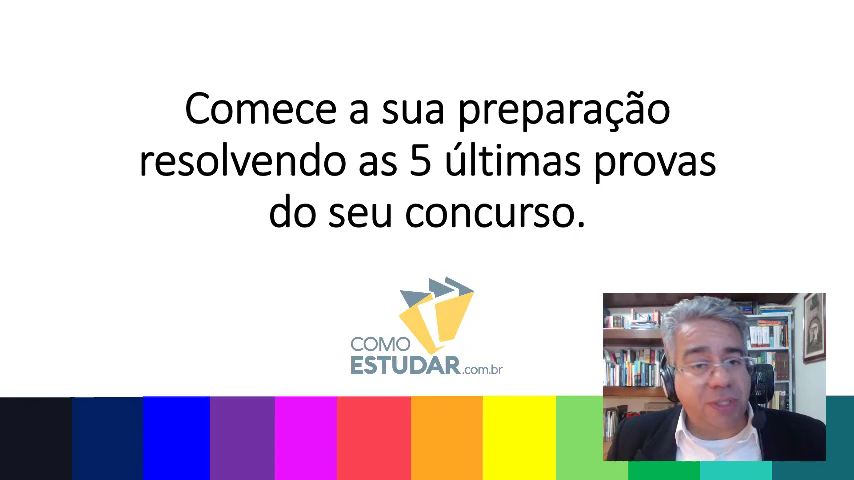 Comece a sua preparação
resolvendo as 5 últimas provas
do seu concurso.
COMO
ESTUDAR.com.br